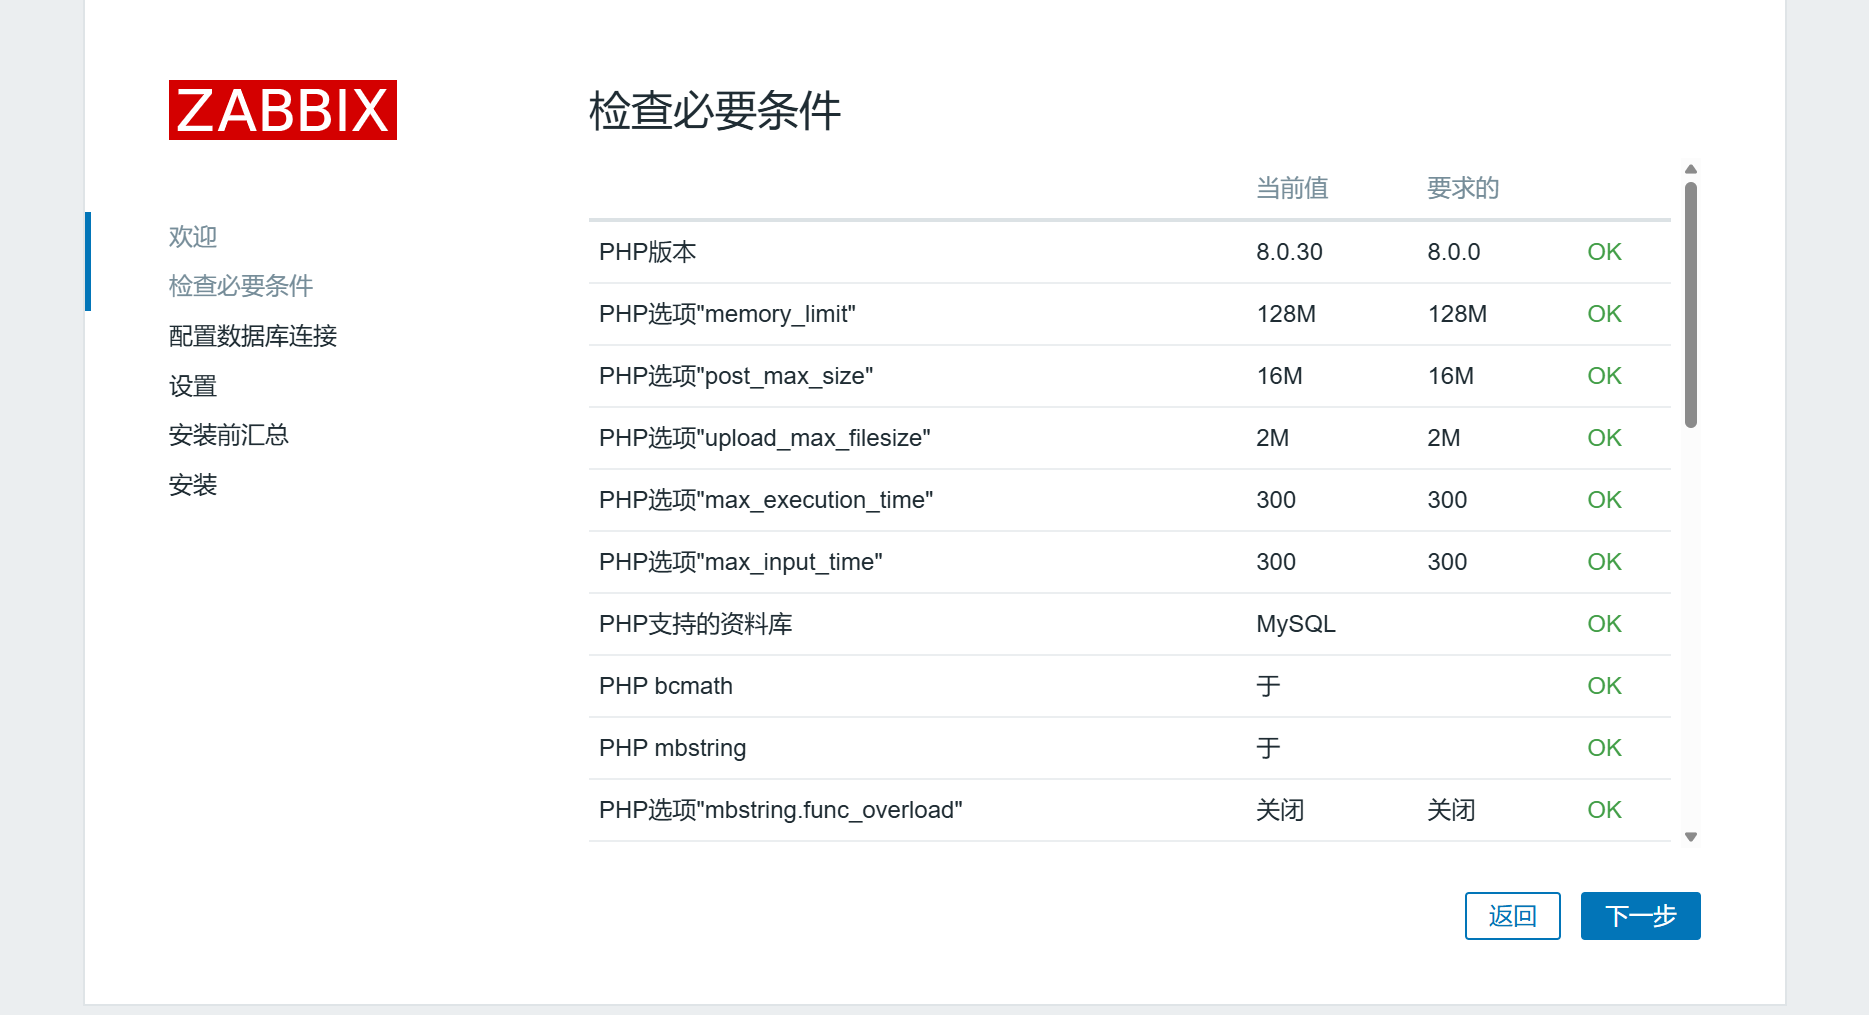 ZABBIX
检查必要条件
欢迎
检查必要条件
配置数据库连接
设置
安装前汇总
安装
当前值 要求的
PHP版本 8.0.30 8.0.0 OK
PHP选项"memory_limit" 128M 128M OK
PHP选项"post_max_size" 16M 16M OK
PHP选项"upload_max_filesize" 2M 2M OK
PHP选项"max_execution_time" 300 300 OK
PHP选项"max_input_time" 300 300 OK
PHP支持的资料库 MySQL OK
PHP bcmath 于 OK
PHP mbstring 于 OK
PHP选项"mbstring.func_overload" 关闭 关闭 OK
返回 下一步